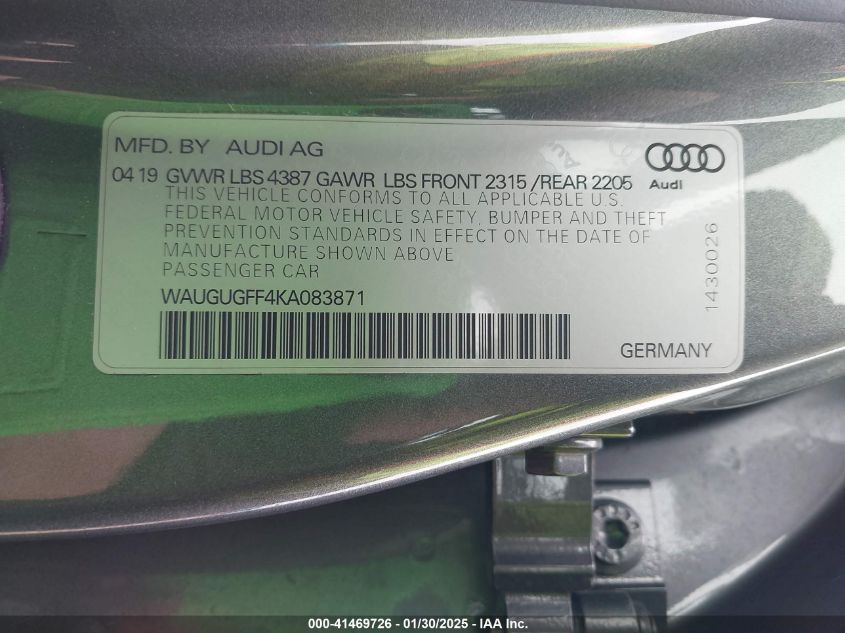 MFD. BY AUDI AG
04 19 GVWR LBS 4387 GAWR LBS FRONT 2315 /REAR 2205
Audi
THIS VEHICLE CONFORMS TO ALL APPLICABLE U.S.
FEDERAL MOTOR VEHICLE SAFETY, BUMPER AND THEFT
PREVENTION STANDARDS IN EFFECT ON THE DATE OF
MANUFACTURE SHOWN ABOVE
PASSENGER CAR
1430026
WAUGUGFF4KA083871
GERMANY
000-41469726 - 01/30/2025 - IAA Inc.